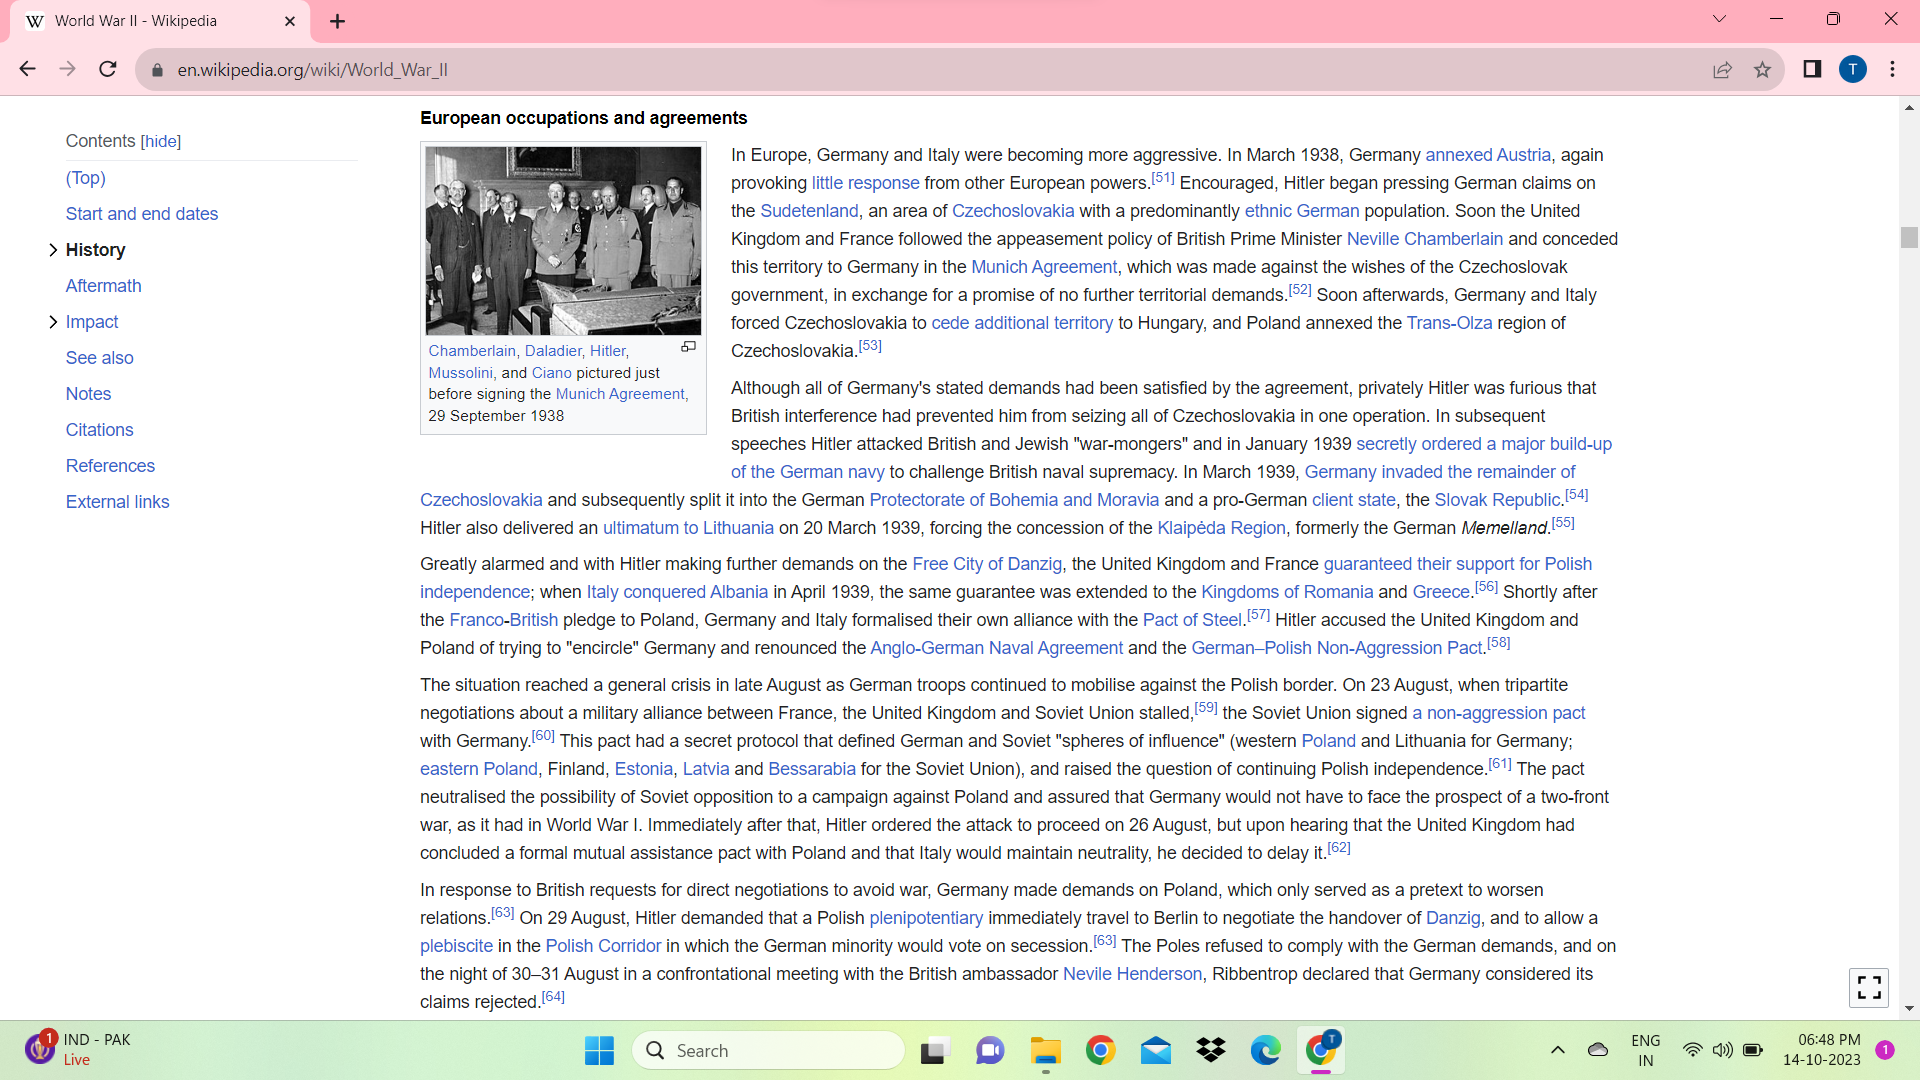 World War II - Wikipedia
en.wikipedia.org/wiki/World_War_II
T
Contents [hide]
(Top)
Start and end dates
History
Aftermath
Impact
See also
Notes
Citations
References
External links
European occupations and agreements
Chamberlain, Daladier, Hitler,
Mussolini, and Ciano pictured just
before signing the Munich Agreement,
29 September 1938
In Europe, Germany and Italy were becoming more aggressive. In March 1938, Germany annexed Austria, again
provoking little response from other European powers.[51] Encouraged, Hitler began pressing German claims on
the Sudetenland, an area of Czechoslovakia with a predominantly ethnic German population. Soon the United
Kingdom and France followed the appeasement policy of British Prime Minister Neville Chamberlain and conceded
this territory to Germany in the Munich Agreement, which was made against the wishes of the Czechoslovak
government, in exchange for a promise of no further territorial demands.[52] Soon afterwards, Germany and Italy
forced Czechoslovakia to cede additional territory to Hungary, and Poland annexed the Trans-Olza region of
Czechoslovakia.[53]
Although all of Germany's stated demands had been satisfied by the agreement, privately Hitler was furious that
British interference had prevented him from seizing all of Czechoslovakia in one operation. In subsequent
speeches Hitler attacked British and Jewish "war-mongers" and in January 1939 secretly ordered a major build-up
of the German navy to challenge British naval supremacy. In March 1939, Germany invaded the remainder of
Czechoslovakia and subsequently split it into the German Protectorate of Bohemia and Moravia and a pro-German client state, the Slovak Republic.[54]
Hitler also delivered an ultimatum to Lithuania on 20 March 1939, forcing the concession of the Klaipėda Region, formerly the German Memelland.[55]
Greatly alarmed and with Hitler making further demands on the Free City of Danzig, the United Kingdom and France guaranteed their support for Polish
independence; when Italy conquered Albania in April 1939, the same guarantee was extended to the Kingdoms of Romania and Greece.[56] Shortly after
the Franco-British pledge to Poland, Germany and Italy formalised their own alliance with the Pact of Steel.[57] Hitler accused the United Kingdom and
Poland of trying to "encircle" Germany and renounced the Anglo-German Naval Agreement and the German–Polish Non-Aggression Pact.[58]
The situation reached a general crisis in late August as German troops continued to mobilise against the Polish border. On 23 August, when tripartite
negotiations about a military alliance between France, the United Kingdom and Soviet Union stalled,[59] the Soviet Union signed a non-aggression pact
with Germany.[60] This pact had a secret protocol that defined German and Soviet "spheres of influence" (western Poland and Lithuania for Germany;
eastern Poland, Finland, Estonia, Latvia and Bessarabia for the Soviet Union), and raised the question of continuing Polish independence.[61] The pact
neutralised the possibility of Soviet opposition to a campaign against Poland and assured that Germany would not have to face the prospect of a two-front
war, as it had in World War I. Immediately after that, Hitler ordered the attack to proceed on 26 August, but upon hearing that the United Kingdom had
concluded a formal mutual assistance pact with Poland and that Italy would maintain neutrality, he decided to delay it.[62]
In response to British requests for direct negotiations to avoid war, Germany made demands on Poland, which only served as a pretext to worsen
relations.[63] On 29 August, Hitler demanded that a Polish plenipotentiary immediately travel to Berlin to negotiate the handover of Danzig, and to allow a
plebiscite in the Polish Corridor in which the German minority would vote on secession.[63] The Poles refused to comply with the German demands, and on
the night of 30–31 August in a confrontational meeting with the British ambassador Nevile Henderson, Ribbentrop declared that Germany considered its
claims rejected.[64]
1
IND - PAK
Live
Search
T
ENG
IN
06:48 PM
14-10-2023
1